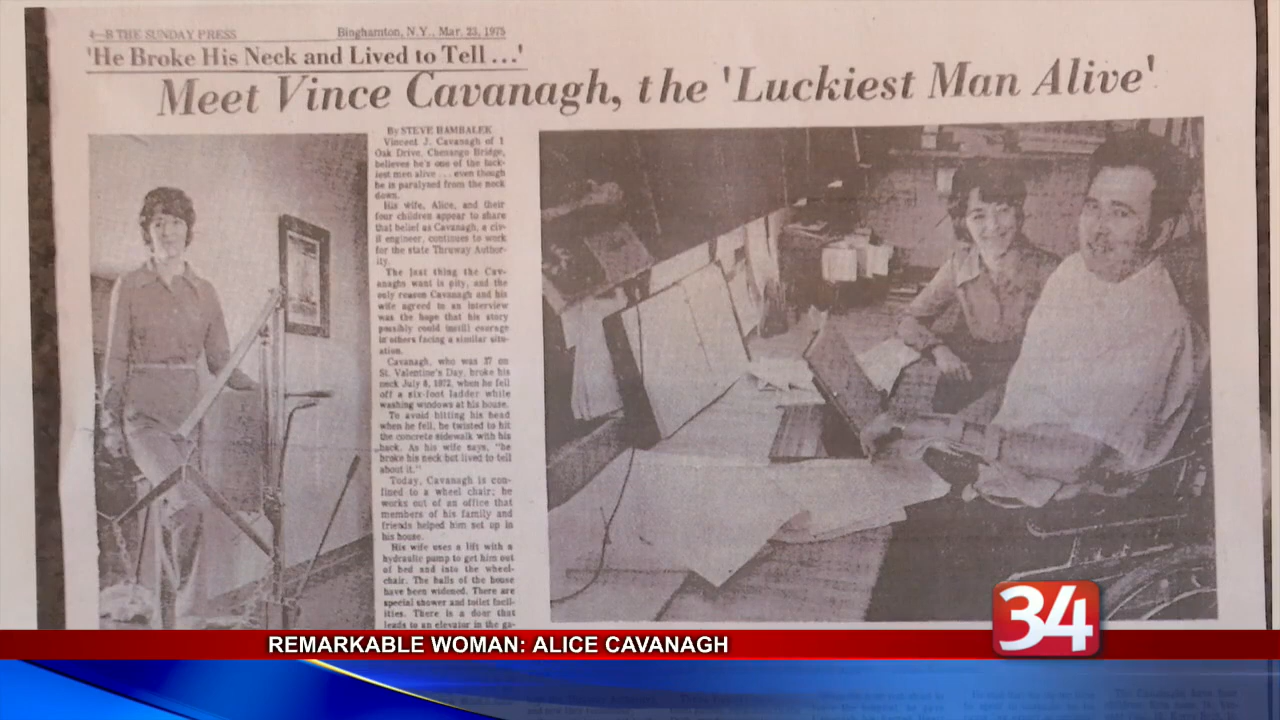 4—B THE SUNDAY PRESS Binghamton, N.Y., Mar. 23, 1975
'He Broke His Neck and Lived to Tell ...'
Meet Vince Cavanagh, the 'Luckiest Man Alive'
By STEVE HAMBALEK
Vincent J. Cavanagh of 1
Oak Drive, Chenango Bridge,
believes he's one of the luck-
iest men alive ... even though
he is paralyzed from the neck
down.
His wife, Alice, and their
four children appear to share
that belief as Cavanagh, a civ-
il engineer, continues to work
for the state Thruway Author-
ity.
The last thing the Cav-
anaghs want is pity, and the
only reason Cavanagh and his
wife agreed to an interview
was the hope that his story
possibly could instill courage
in others facing a similar situ-
ation.
Cavanagh, who was 37 on
St. Valentine's Day, broke his
neck July 8, 1972, when he fell
off a six-foot ladder while
washing windows at his house.
To avoid hitting his head
when he fell, he twisted to hit
the concrete sidewalk with his
back. As his wife says, "he
broke his neck but lived to tell
about it."
Today, Cavanagh is con-
fined to a wheel chair; he
works out of an office that
members of his family and
friends helped him set up in
his house.
His wife uses a lift with a
hydraulic pump to get him out
of bed and into the wheel-
chair. The halls of the house
have been widened. There are
special shower and toilet facil-
ities. There is a door that
leads to an elevator in the ga-
34
REMARKABLE WOMAN: ALICE CAVANAGH